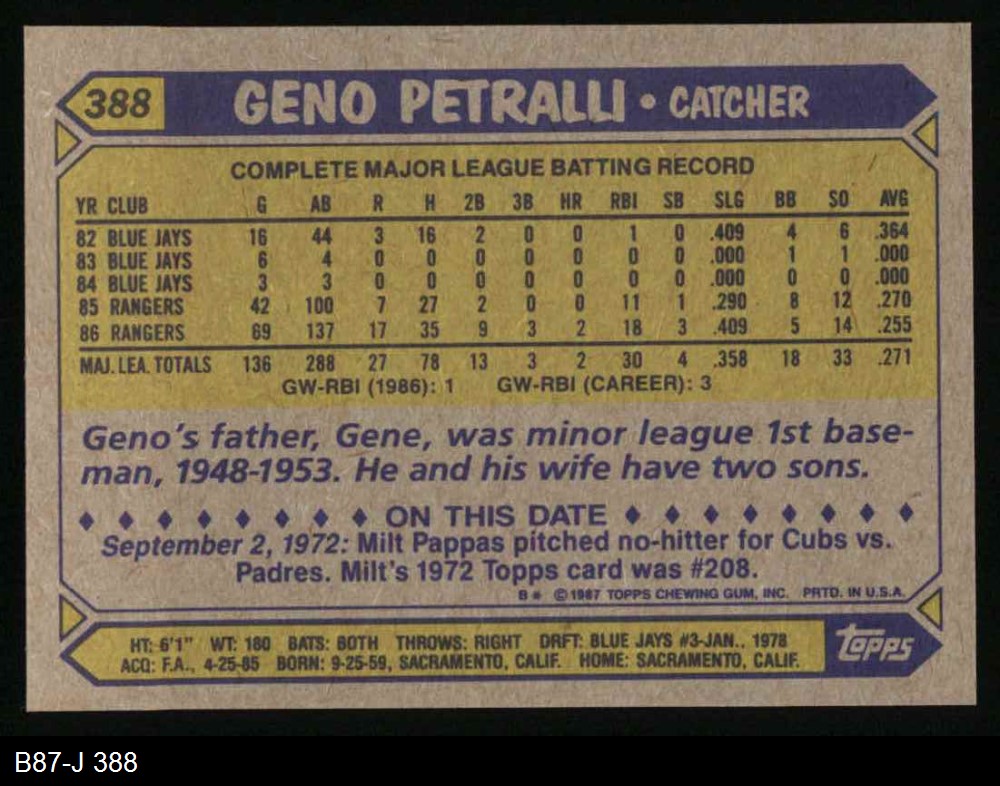 388 GENO PETRALLI • CATCHER
COMPLETE MAJOR LEAGUE BATTING RECORD
YR CLUB G AB R H 2B 3B HR RBI SB SLG BB SO AVG
82 BLUE JAYS 16 44 3 16 2 0 0 1 0 .409 4 6 .364
83 BLUE JAYS 6 4 0 0 0 0 0 0 0 .000 1 1 .000
84 BLUE JAYS 3 3 0 0 0 0 0 0 0 .000 0 0 .000
85 RANGERS 42 100 7 27 2 0 0 11 1 .290 8 12 .270
86 RANGERS 69 137 17 35 9 3 2 18 3 .409 5 14 .255
MAJ. LEA. TOTALS 136 288 27 78 13 3 2 30 4 .358 18 33 .271
GW-RBI (1986): 1 GW-RBI (CAREER): 3
Geno's father, Gene, was minor league 1st base-
man, 1948-1953. He and his wife have two sons.
♦ ♦ ♦ ♦ ♦ ♦ ♦ ♦ ON THIS DATE ♦ ♦ ♦ ♦ ♦ ♦ ♦ ♦
September 2, 1972: Milt Pappas pitched no-hitter for Cubs vs.
Padres. Milt's 1972 Topps card was #208.
B* © 1987 TOPPS CHEWING GUM, INC. PRTD. IN U.S.A.
HT: 6'1" WT: 180 BATS: BOTH THROWS: RIGHT DRFT: BLUE JAYS #3-JAN., 1978
ACQ: F.A., 4-25-85 BORN: 9-25-59, SACRAMENTO, CALIF. HOME: SACRAMENTO, CALIF.
topps
B87-J 388